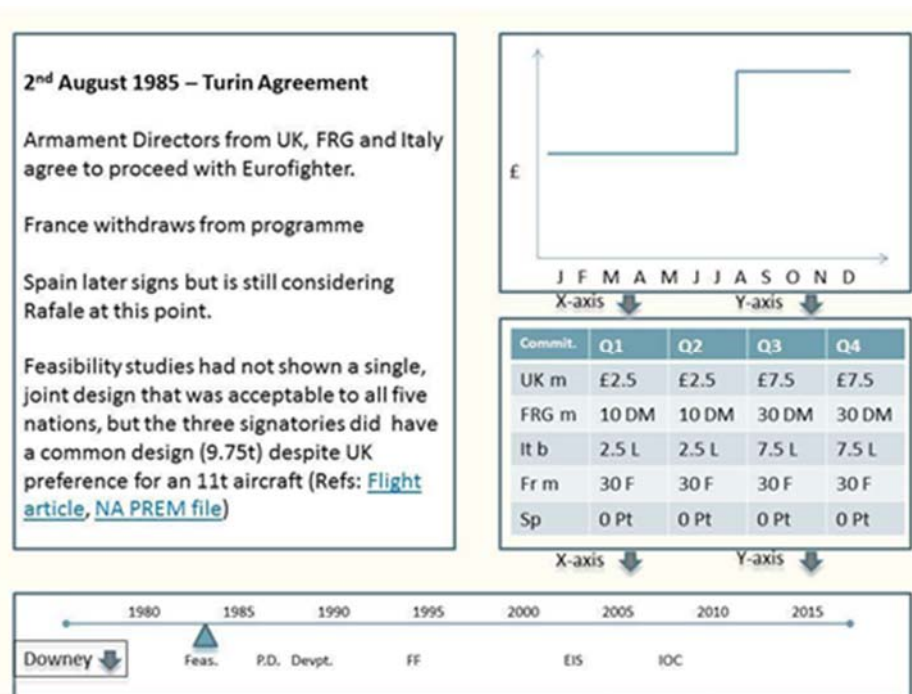 2nd August 1985 – Turin Agreement
Armament Directors from UK, FRG and Italy
agree to proceed with Eurofighter.
France withdraws from programme
Spain later signs but is still considering
Rafale at this point.
Feasibility studies had not shown a single,
joint design that was acceptable to all five
nations, but the three signatories did have
a common design (9.75t) despite UK
preference for an 11t aircraft (Refs: Flight
article, NA PREM file)
£
J F M A M J J A S O N D
X-axis Y-axis
Commit. Q1 Q2 Q3 Q4
UK m £2.5 £2.5 £7.5 £7.5
FRG m 10 DM 10 DM 30 DM 30 DM
It b 2.5 L 2.5 L 7.5 L 7.5 L
Fr m 30 F 30 F 30 F 30 F
Sp 0 Pt 0 Pt 0 Pt 0 Pt
X-axis Y-axis
1980 1985 1990 1995 2000 2005 2010 2015
Downey Feas. P.D. Devpt. FF EIS IOC